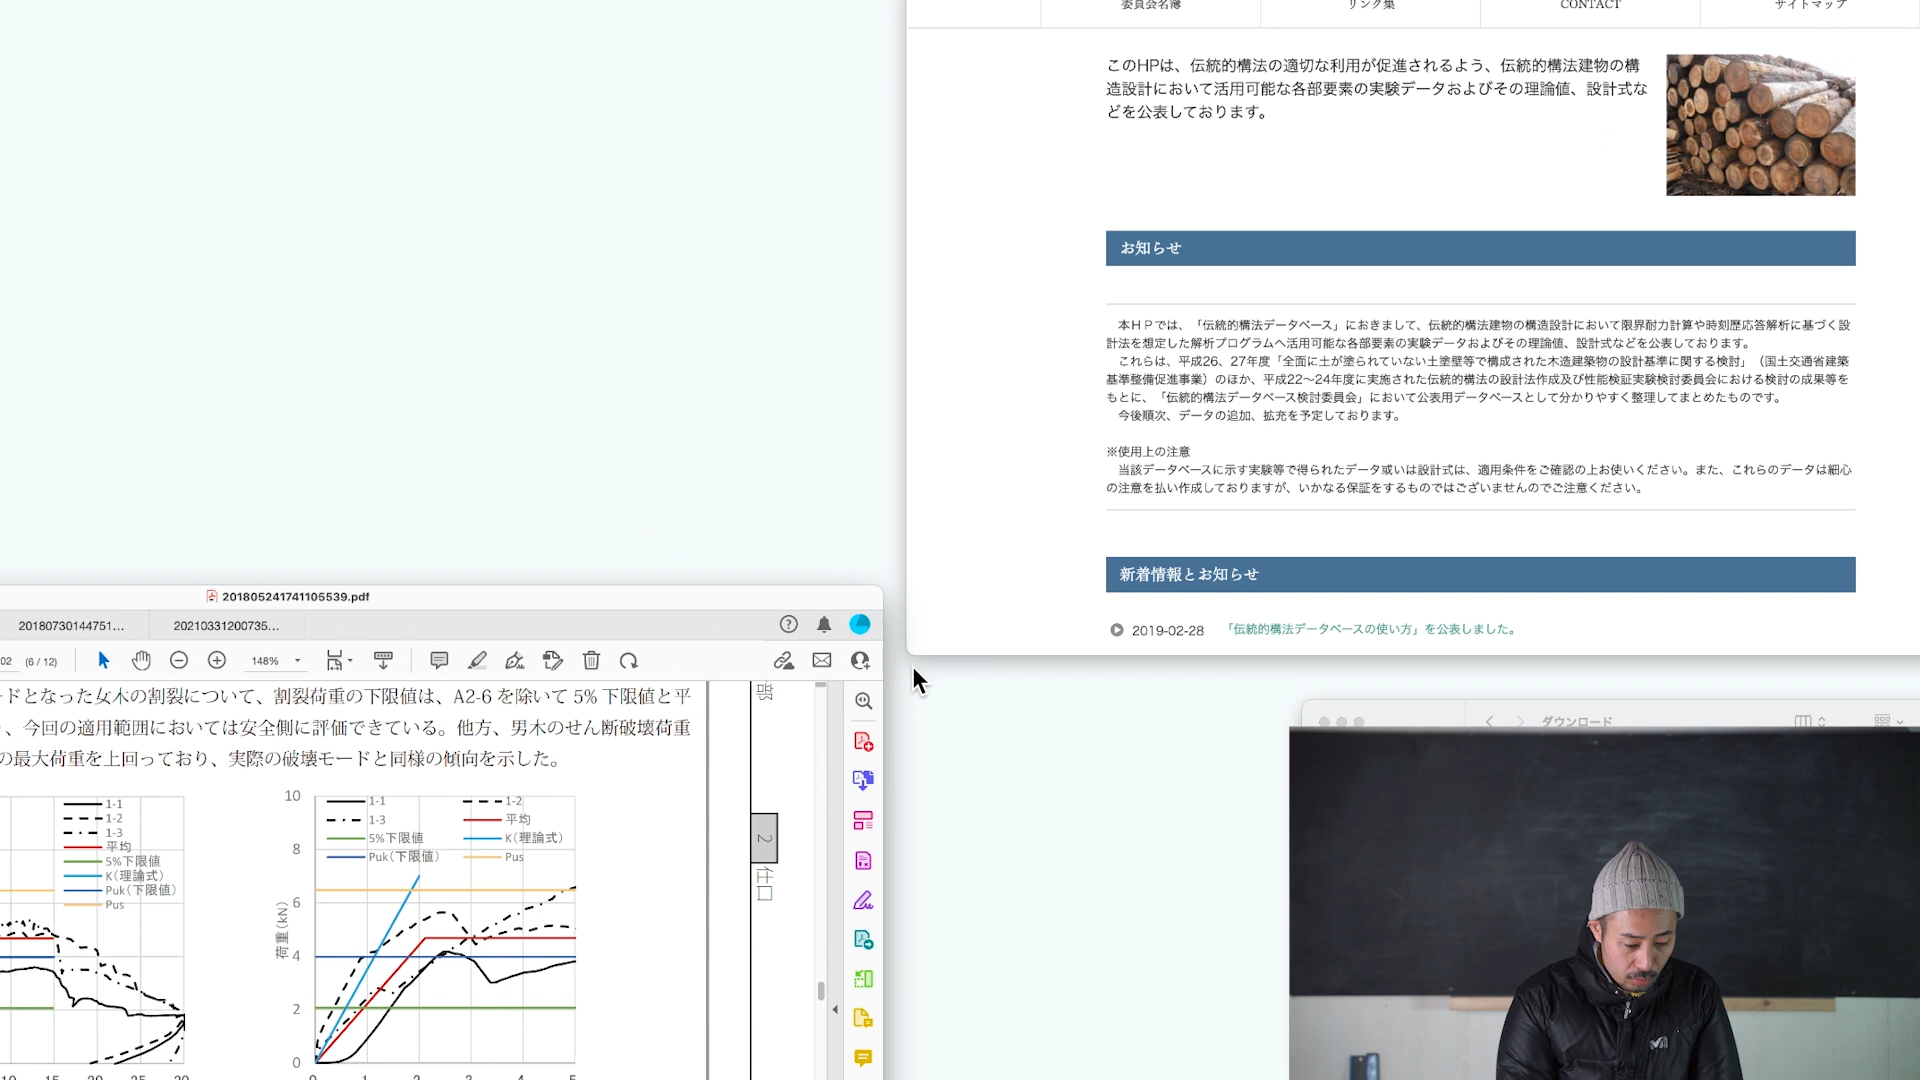 委員会名簿
リンク集
CONTACT
サイトマップ
このHPは、伝統的構法の適切な利用が促進されるよう、伝統的構法建物の構
造設計において活用可能な各部要素の実験データおよびその理論値、設計式な
どを公表しております。
お知らせ
本ＨＰでは、「伝統的構法データベース」におきまして、伝統的構法建物の構造設計において限界耐力計算や時刻歴応答解析に基づく設
計法を想定した解析プログラムへ活用可能な各部要素の実験データおよびその理論値、設計式などを公表しております。
これらは、平成26、27年度「全面に土が塗られていない土塗壁等で構成された木造建築物の設計基準に関する検討」（国土交通省建築
基準整備促進事業）のほか、平成22〜24年度に実施された伝統的構法の設計法作成及び性能検証実験検討委員会における検討の成果等を
もとに、「伝統的構法データベース検討委員会」において公表用データベースとして分かりやすく整理してまとめたものです。
今後順次、データの追加、拡充を予定しております。
※使用上の注意
当該データベースに示す実験等で得られたデータ或いは設計式は、適用条件をご確認の上お使いください。また、これらのデータは細心
の注意を払い作成しておりますが、いかなる保証をするものではございませんのでご注意ください。
新着情報とお知らせ
2019-02-28 「伝統的構法データベースの使い方」を公表しました。
201805241741105539.pdf
20180730144751...
20210331200735...
02 (6 / 12)
148%
ードとなった女木の割裂について、割裂荷重の下限値は、A2-6 を除いて 5% 下限値と平
、今回の適用範囲においては安全側に評価できている。他方、男木のせん断破壊荷重
の最大荷重を上回っており、実際の破壊モードと同様の傾向を示した。
部
2
仕口
1-1
1-2
1-3
平均
5%下限値
K(理論式)
Puk(下限値)
Pus
10 15 20 25 30
荷重(kN)
10
8
6
4
2
0
1-1 1-2
1-3 平均
5%下限値 K(理論式)
Puk(下限値) Pus
0 1 2 3 4 5
ダウンロード